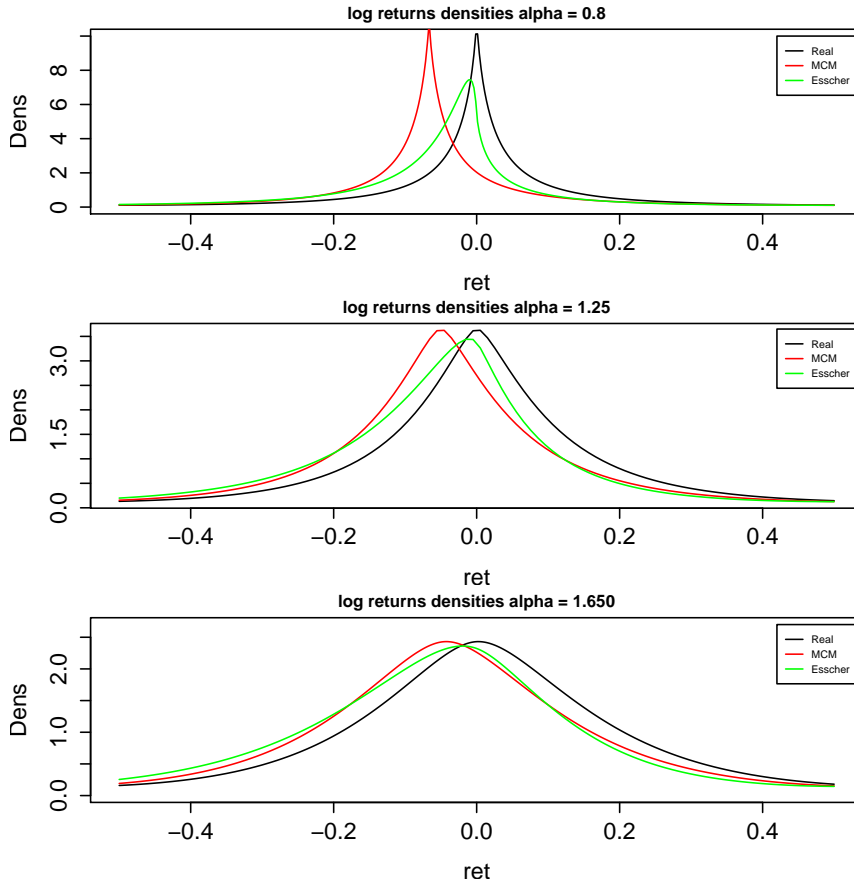 log returns densities alpha = 0.8
Dens
0 2 4 6 8
Real
MCM
Esscher
−0.4 −0.2 0.0 0.2 0.4
ret
log returns densities alpha = 1.25
Dens
0.0 1.5 3.0
Real
MCM
Esscher
−0.4 −0.2 0.0 0.2 0.4
ret
log returns densities alpha = 1.650
Dens
0.0 1.0 2.0
Real
MCM
Esscher
−0.4 −0.2 0.0 0.2 0.4
ret